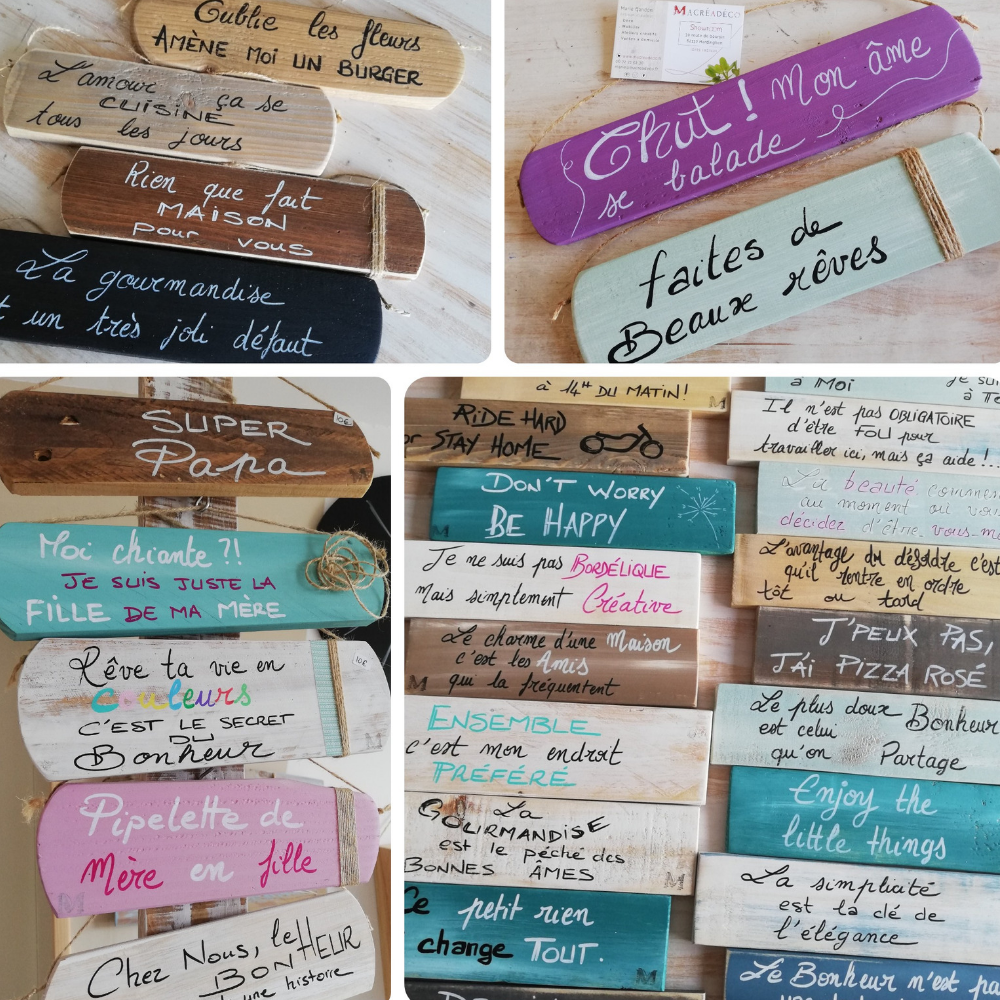 Oublie les fleurs
AMÈNE MOI UN BURGER
L'amour ça se
CUISINE
tous les jours
Rien que fait
MAISON
pour vous
La gourmandise
un très joli défaut
MACRÉADÉCO
Chut! Mon âme
se balade
faites de
Beaux rêves
SUPER
Papa
10€
Moi chiante ?!
JE SUIS JUSTE LA
FILLE DE MA MÈRE
Rêve ta vie en
couleurs
C'EST LE SECRET
DU
Bonheur
10€
Pipelette de
Mère en fille
Chez Nous, le
BONHEUR
une histoire
à 14H DU MATIN!
RIDE HARD
or STAY HOME
DON'T WORRY
BE HAPPY
Je ne suis pas BORDÉLIQUE
Mais simplement Créative
Le charme d'une Maison
c'est les Amis
qui la fréquentent
ENSEMBLE
c'est mon endroit
PRÉFÉRÉ
La
GOURMANDISE
est le péché des
BONNES ÂMES
Ce petit rien
change TOUT.
à MOI
Il n'est pas OBLIGATOIRE
d'être FOU pour
travailler ici, mais ça aide!..
La beauté
au moment où
décidez d'être
L'avantage du désordre c'est
qu'il rentre en ordre
tôt ou tard
J'PEUX PAS,
J'AI PIZZA ROSÉ
Le plus doux Bonheur
est celui
qu'on Partage
Enjoy the
little things
La simplicité
est la clé de
l'élégance
Le Bonheur n'est